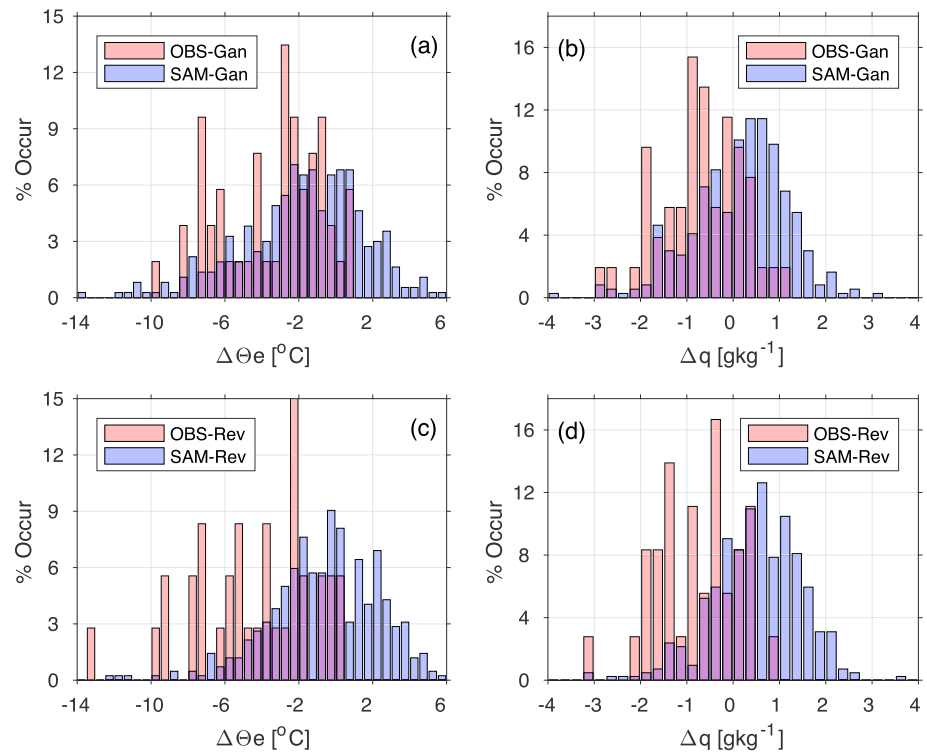 15
12
9
6
3
0
% Occur
OBS-Gan
SAM-Gan
(a)
-14 -10 -6 -2 2 6
ΔΘe [°C]
16
12
8
4
0
% Occur
(b)
OBS-Gan
SAM-Gan
-4 -3 -2 -1 0 1 2 3 4
Δq [gkg⁻¹]
15
12
9
6
3
0
% Occur
OBS-Rev
SAM-Rev
(c)
-14 -10 -6 -2 2 6
ΔΘe [°C]
16
12
8
4
0
% Occur
(d)
OBS-Rev
SAM-Rev
-4 -3 -2 -1 0 1 2 3 4
Δq [gkg⁻¹]